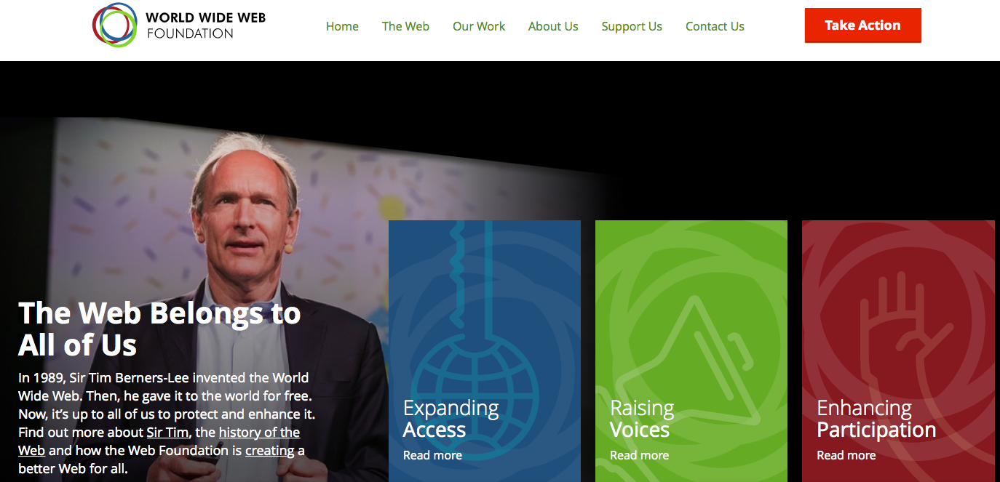 WORLD WIDE WEB
FOUNDATION
Home
The Web
Our Work
About Us
Support Us
Contact Us
Take Action
The Web Belongs to
All of Us
In 1989, Sir Tim Berners-Lee invented the World
Wide Web. Then, he gave it to the world for free.
Now, it’s up to all of us to protect and enhance it.
Find out more about Sir Tim, the history of the
Web and how the Web Foundation is creating a
better Web for all.
Expanding
Access
Read more
Raising
Voices
Read more
Enhancing
Participation
Read more